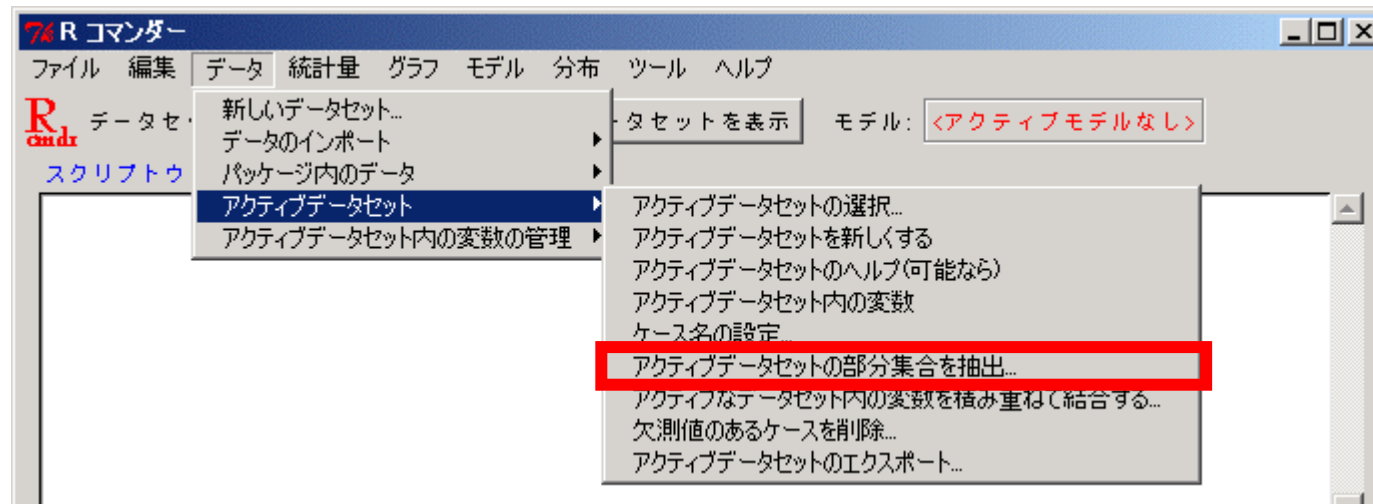 R コマンダー
ファイル 編集 データ 統計量 グラフ モデル 分布 ツール ヘルプ
R cmdr データセ タセットを表示 モデル: <アクティブモデルなし>
新しいデータセット...
データのインポート
スクリプトウ
パッケージ内のデータ
アクティブデータセット
アクティブデータセット内の変数の管理
アクティブデータセットの選択...
アクティブデータセットを新しくする
アクティブデータセットのヘルプ(可能なら)
アクティブデータセット内の変数
ケース名の設定...
アクティブデータセットの部分集合を抽出...
アクティブなデータセット内の変数を積み重ねて結合する...
欠測値のあるケースを削除...
アクティブデータセットのエクスポート...